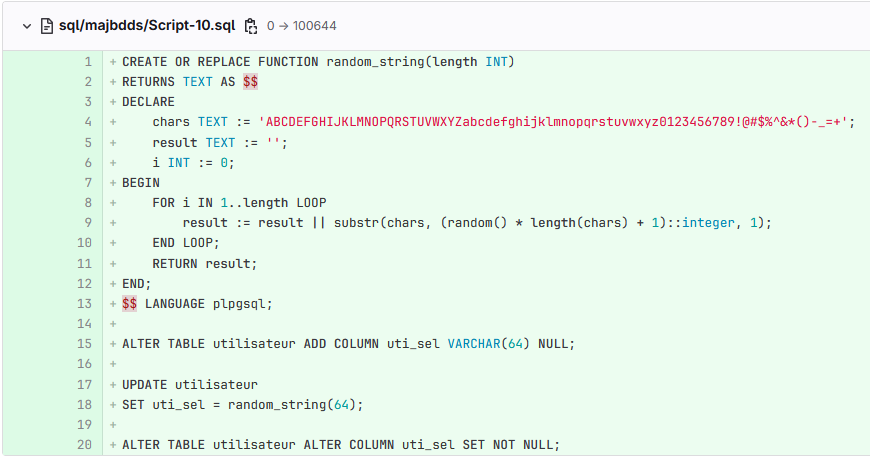 sql/majbdds/Script-10.sql 0 → 100644
1 + CREATE OR REPLACE FUNCTION random_string(length INT)
2 + RETURNS TEXT AS $$
3 + DECLARE
4 +     chars TEXT := 'ABCDEFGHIJKLMNOPQRSTUVWXYZabcdefghijklmnopqrstuvwxyz0123456789!@#$%^&*()-_=+';
5 +     result TEXT := '';
6 +     i INT := 0;
7 + BEGIN
8 +     FOR i IN 1..length LOOP
9 +         result := result || substr(chars, (random() * length(chars) + 1)::integer, 1);
10 +     END LOOP;
11 +     RETURN result;
12 + END;
13 + $$ LANGUAGE plpgsql;
14 +
15 + ALTER TABLE utilisateur ADD COLUMN uti_sel VARCHAR(64) NULL;
16 +
17 + UPDATE utilisateur
18 + SET uti_sel = random_string(64);
19 +
20 + ALTER TABLE utilisateur ALTER COLUMN uti_sel SET NOT NULL;